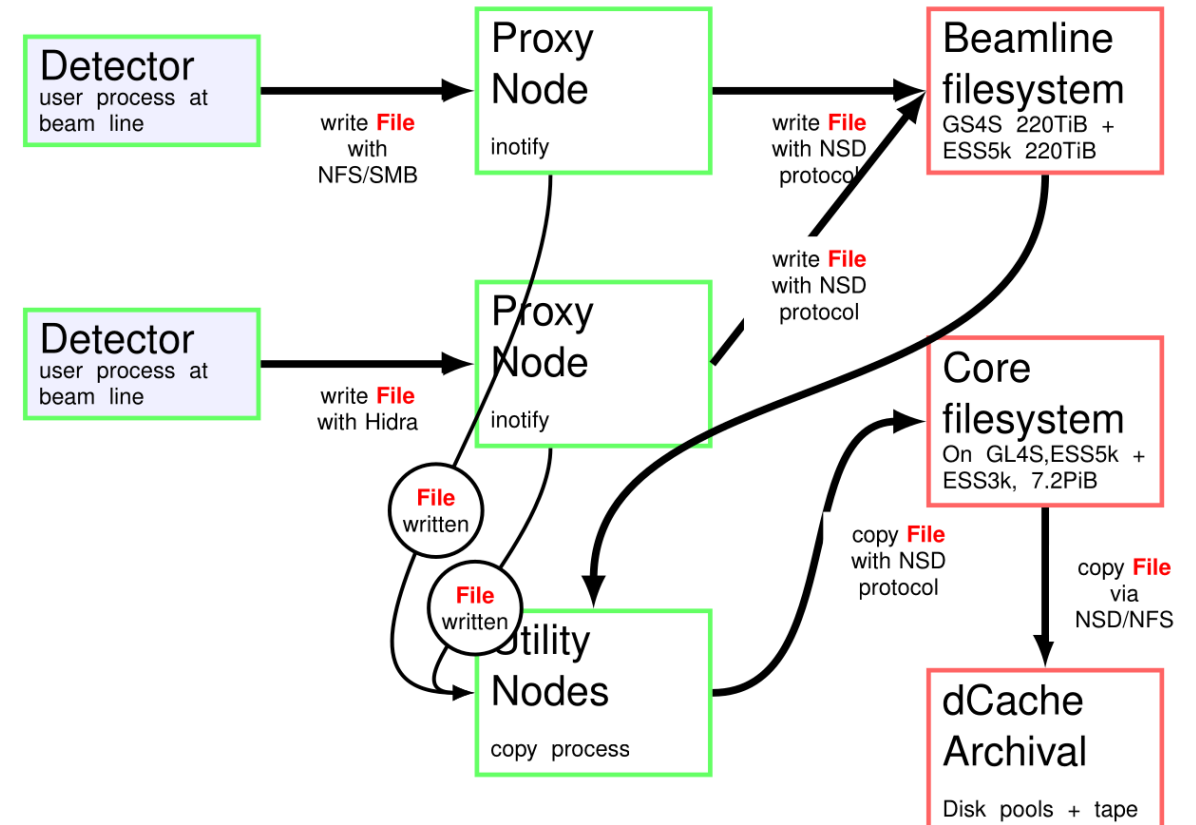 Detector
user process at
beam line
write File
with
NFS/SMB
Proxy
Node
inotify
write File
with NSD
protocol
Beamline
filesystem
GS4S 220TiB +
ESS5k 220TiB
Detector
user process at
beam line
write File
with Hidra
Proxy
Node
inotify
write File
with NSD
protocol
Core
filesystem
On GL4S,ESS5k +
ESS3k, 7.2PiB
File
written
File
written
Utility
Nodes
copy process
copy File
with NSD
protocol
copy File
via
NSD/NFS
dCache
Archival
Disk pools + tape